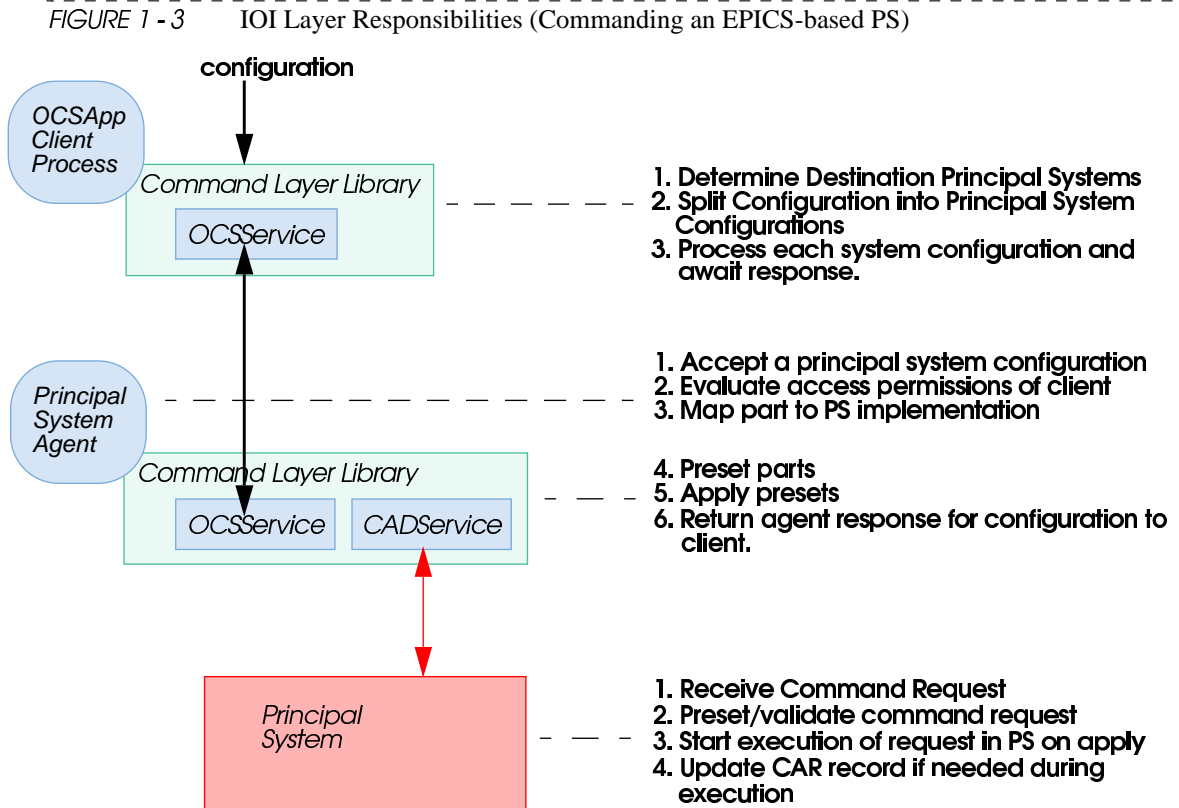 FIGURE 1 - 3 IOI Layer Responsibilities (Commanding an EPICS-based PS)
configuration
OCSApp
Client
Process
Command Layer Library
OCSService
1. Determine Destination Principal Systems
2. Split Configuration into Principal System
Configurations
3. Process each system configuration and
await response.
Principal
System
Agent
1. Accept a principal system configuration
2. Evaluate access permissions of client
3. Map part to PS implementation
Command Layer Library
OCSService
CADService
4. Preset parts
5. Apply presets
6. Return agent response for configuration to
client.
Principal
System
1. Receive Command Request
2. Preset/validate command request
3. Start execution of request in PS on apply
4. Update CAR record if needed during
execution